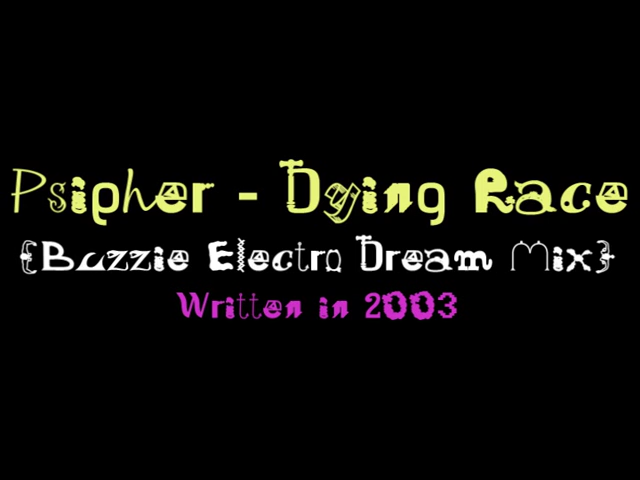 Psipher - Dying Race
{Buzzie Electro Dream Mix}
Written in 2003